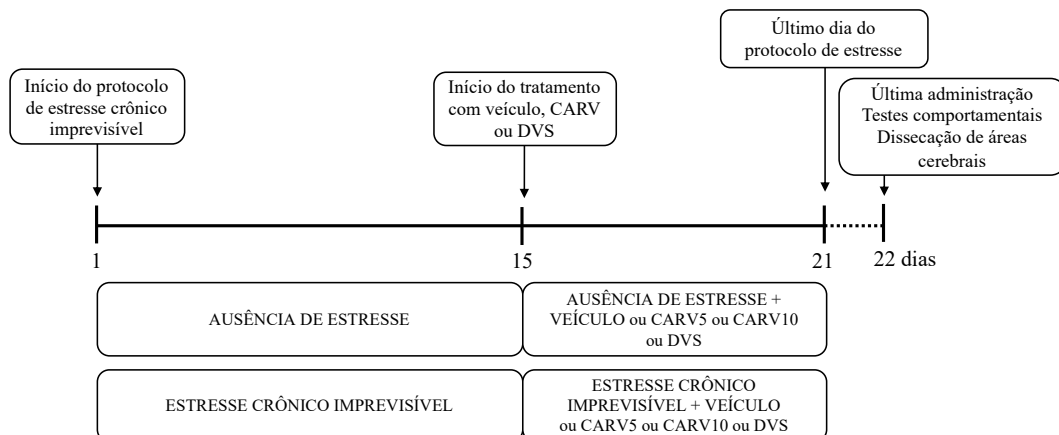 Início do protocolo
de estresse crônico
imprevisível
Início do tratamento
com veículo, CARV
ou DVS
Último dia do
protocolo de estresse
Última administração
Testes comportamentais
Dissecação de áreas
cerebrais
1
15
21
22 dias
AUSÊNCIA DE ESTRESSE
AUSÊNCIA DE ESTRESSE +
VEÍCULO ou CARV5 ou CARV10
ou DVS
ESTRESSE CRÔNICO IMPREVISÍVEL
ESTRESSE CRÔNICO
IMPREVISÍVEL + VEÍCULO
ou CARV5 ou CARV10 ou DVS